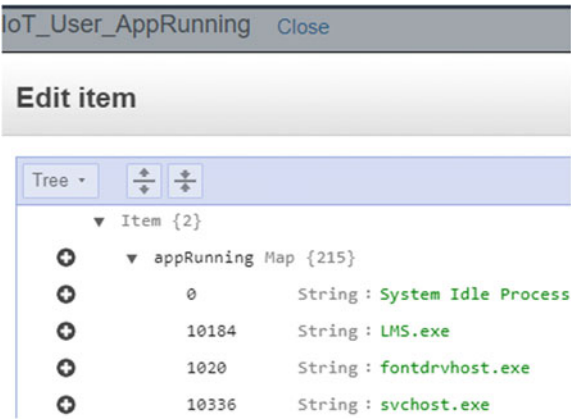 IoT_User_AppRunning Close
Edit item
Tree
Item {2}
appRunning Map {215}
0 String : System Idle Process
10184 String : LMS.exe
1020 String : fontdrvhost.exe
10336 String : svchost.exe